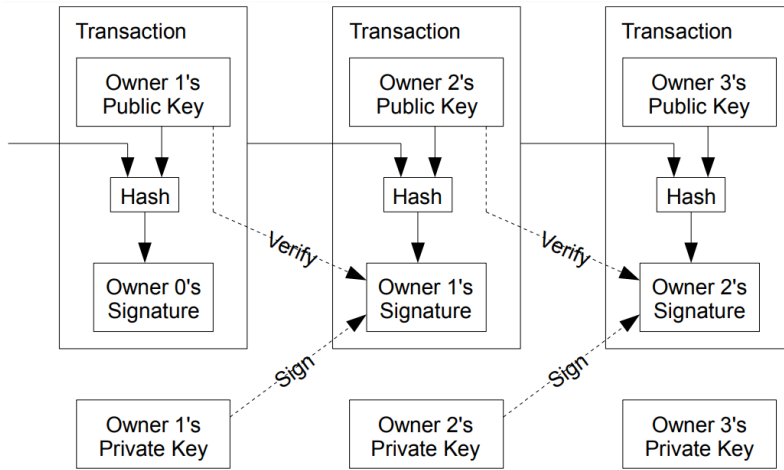 Transaction
Transaction
Transaction
Owner 1's
Public Key
Owner 2's
Public Key
Owner 3's
Public Key
Hash
Hash
Hash
Verify
Verify
Owner 0's
Signature
Owner 1's
Signature
Owner 2's
Signature
Sign
Sign
Owner 1's
Private Key
Owner 2's
Private Key
Owner 3's
Private Key